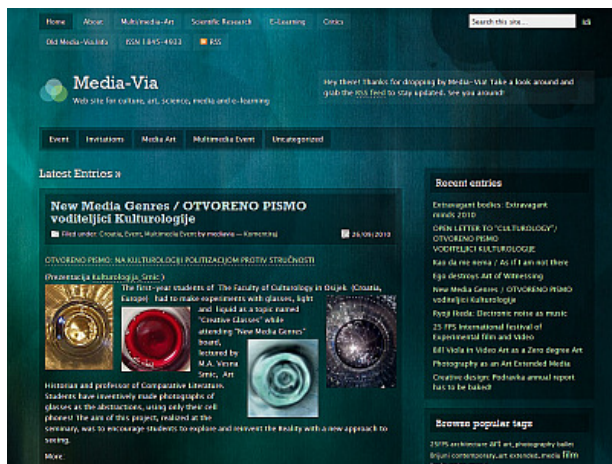 Home About Multimedia-Art Scientific Research E-Learning Critics Search this site...
Old Media-Via.Info ISSN 1845-4933 RSS
Media-Via
Web site for culture, art, science, media and e-learning
Hey there! Thanks for dropping by Media-Via! Take a look around and
grab the RSS feed to stay updated. See you around!
Event Invitations Media Art Multimedia Event Uncategorized
Latest Entries »
New Media Genres / OTVORENO PISMO
voditeljici Kulturologije
Filed under: Croatia, Event, Multimedia Event by mediavia — Komentiraj
26/05/2010
OTVORENO PISMO: NA KULTUROLOGIJI POLITIZACIJOM PROTIV STRUČNOSTI
(Prezentacija Kulturologija_Srnic )
The first-year students of The Faculty of Culturology in Osijek (Croatia,
Europe) had to make experiments with glasses, light
and liquid as a topic named
"Creative Glasses" while
attending "New Media Genres"
board,
lectured by
M.A. Vesna
Srnic, Art
Historian and professor of Comparative Literature.
Students have inventively made photographs of
glasses as the abstractions, using only their cell
phones! The aim of this project, realized at the
seminary, was to encourage students to explore and reinvent the Reality with a new approach to
seeing.
More:
Recent entries
Extravagant bodies: Extravagant
minds 2010
OPEN LETTER TO "CULTUROLOGY"/
OTVORENO PISMO
VODITELJICI KULTUROLOGIJE
Kao da me nema / As if I am not there
Ego destroys Art of Witnessing
New Media Genres / OTVORENO PISMO
voditeljici Kulturologije
Ryoji Ikeda: Electronic noise as music
25 FPS International festival of
Experimental film and Video
Bill Viola in Video Art as a Zero degree Art
Photography as an Art Extended Media
Creative design: Podravka annual report
has to be baked!
Browse popular tags
25FPS architecture art art, photography ballet
Brijuni contemporary, art extended, media film